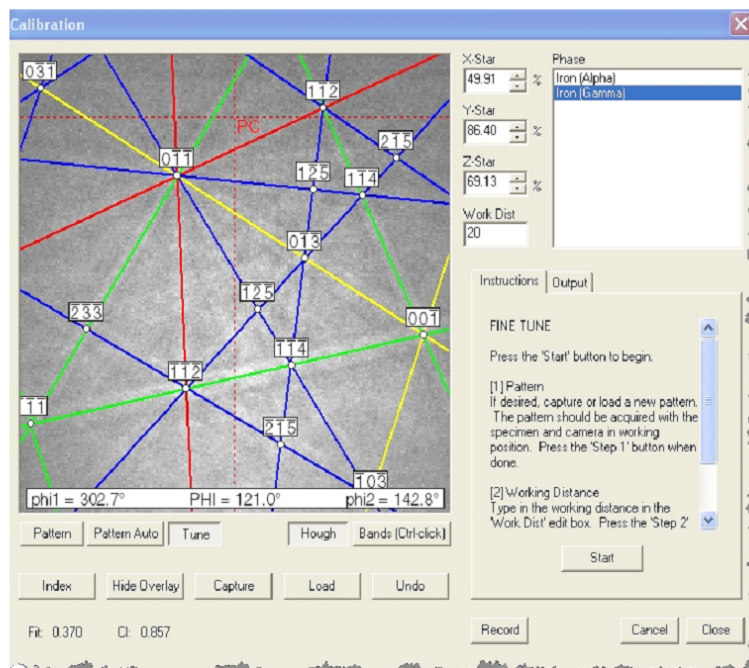 Calibration
X-Star
49.91 %
Y-Star
86.40 %
Z-Star
69.13 %
Work Dist
20
Phase
Iron (Alpha)
Iron (Gamma)
031
112
PC
215
011
125
114
013
125
233
001
114
112
11
215
103
phi1 = 302.7° PHI = 121.0° phi2 = 142.8°
Instructions Output
FINE TUNE
Press the 'Start' button to begin.
[1] Pattern
If desired, capture or load a new pattern.
The pattern should be acquired with the
specimen and camera in working
position. Press the 'Step 1' button when
done.
[2] Working Distance
Type in the working distance in the
'Work Dist' edit box. Press the 'Step 2'
Start
Pattern Pattern Auto Tune Hough Bands (Ctrl-click)
Index Hide Overlay Capture Load Undo
Fit: 0.370 CI: 0.857
Record Cancel Close